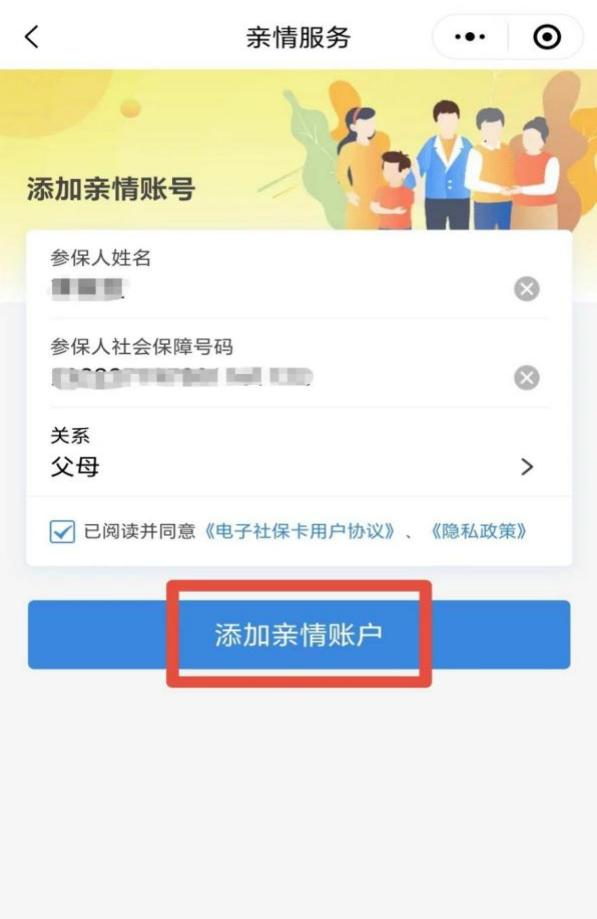 亲情服务
添加亲情账号
参保人姓名
参保人社会保障号码
关系
父母
已阅读并同意《电子社保卡用户协议》、《隐私政策》
添加亲情账户